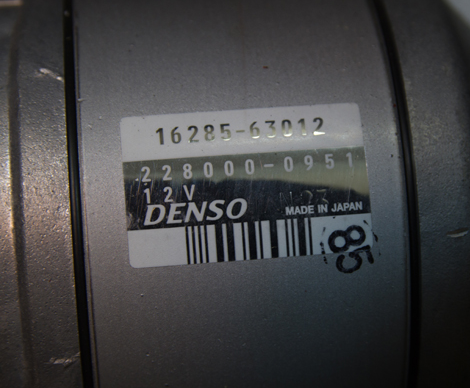 16285-63012
228000-0951
12V
DENSO MADE IN JAPAN
85